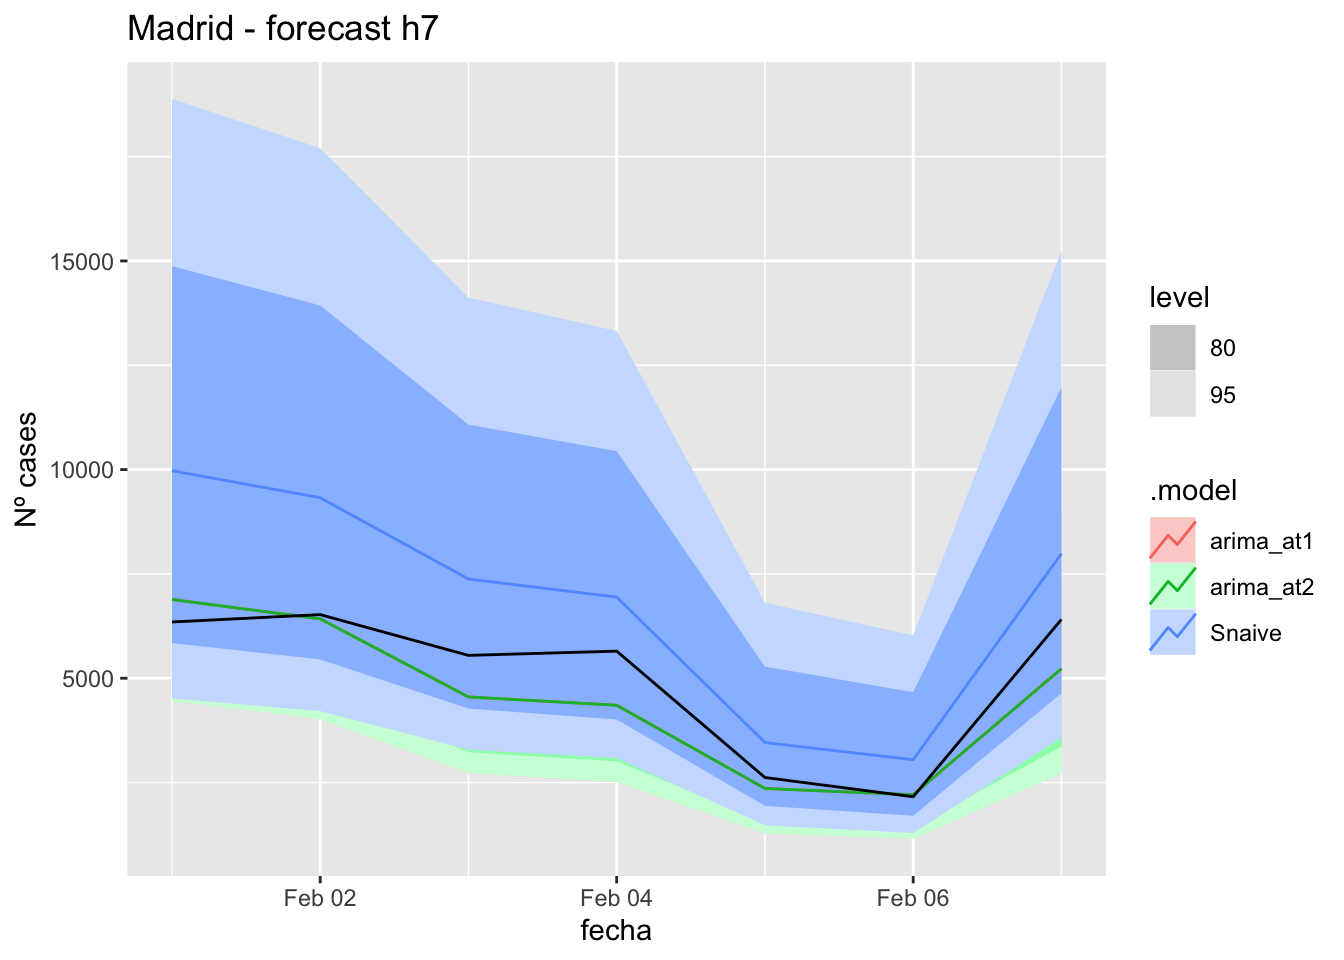 Madrid - forecast h7
Nº cases
15000
10000
5000
Feb 02
Feb 04
Feb 06
fecha
level
80
95
.model
arima_at1
arima_at2
Snaive